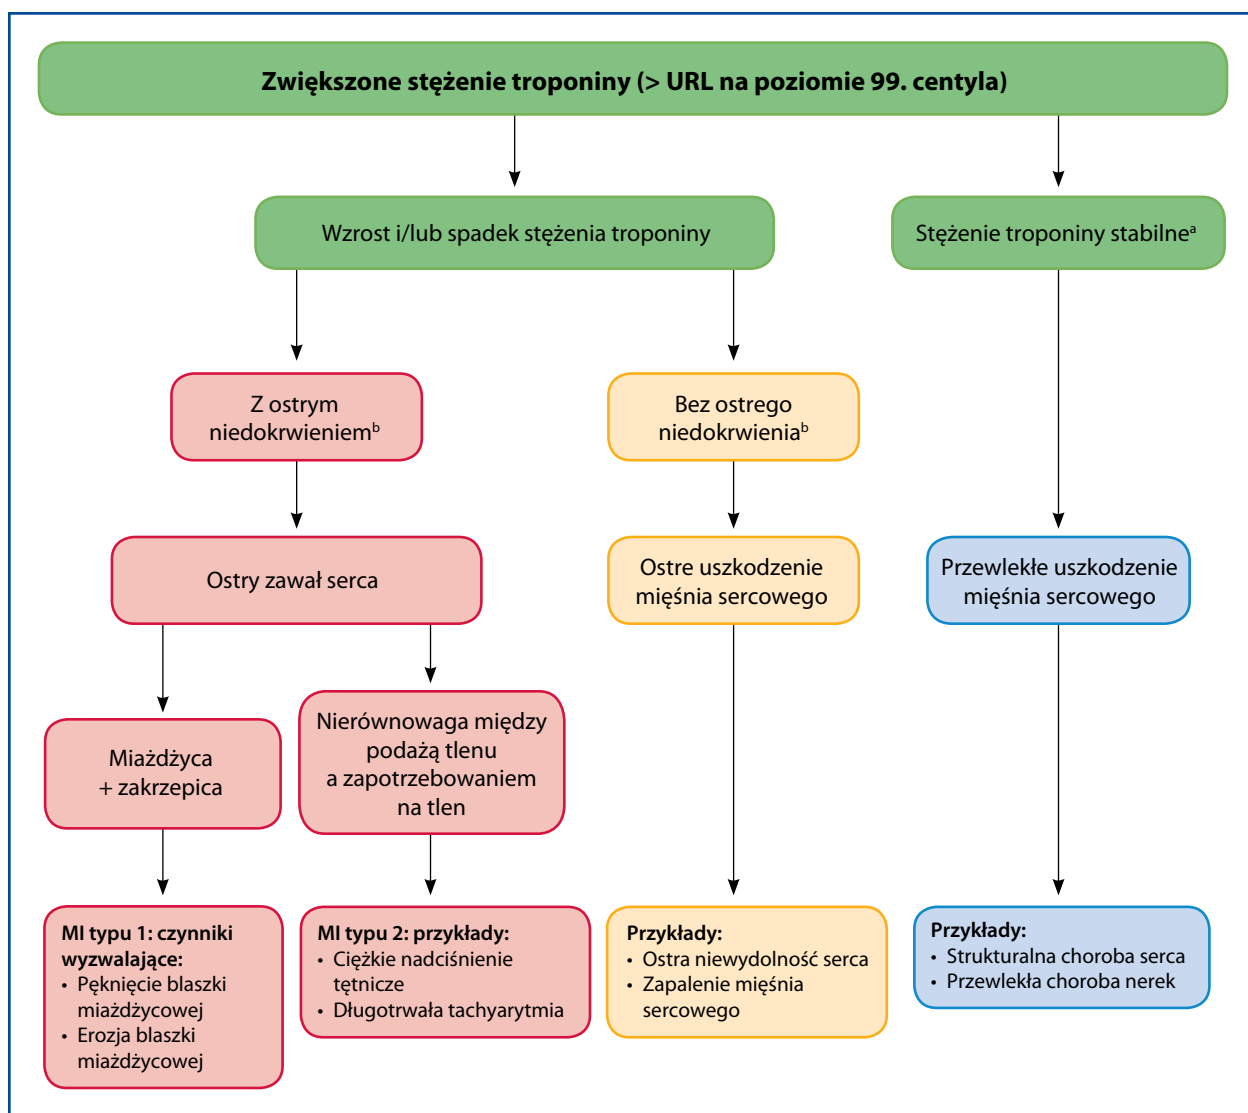 Zwiększone stężenie troponiny (> URL na poziomie 99. centyla)
Wzrost i/lub spadek stężenia troponiny
Stężenie troponiny stabilneᵃ
Z ostrym
niedokrwieniemᵇ
Bez ostrego
niedokrwieniaᵇ
Ostry zawał serca
Ostre uszkodzenie
mięśnia sercowego
Przewlekłe uszkodzenie
mięśnia sercowego
Miażdżyca
+ zakrzepica
Nierównowaga między
podażą tlenu
a zapotrzebowaniem
na tlen
MI typu 1: czynniki
wyzwalające:
• Pęknięcie blaszki
miażdżycowej
• Erozja blaszki
miażdżycowej
MI typu 2: przykłady:
• Ciężkie nadciśnienie
tętnicze
• Długotrwała tachyarytmia
Przykłady:
• Ostra niewydolność serca
• Zapalenie mięśnia
sercowego
Przykłady:
• Strukturalna choroba serca
• Przewlekła choroba nerek